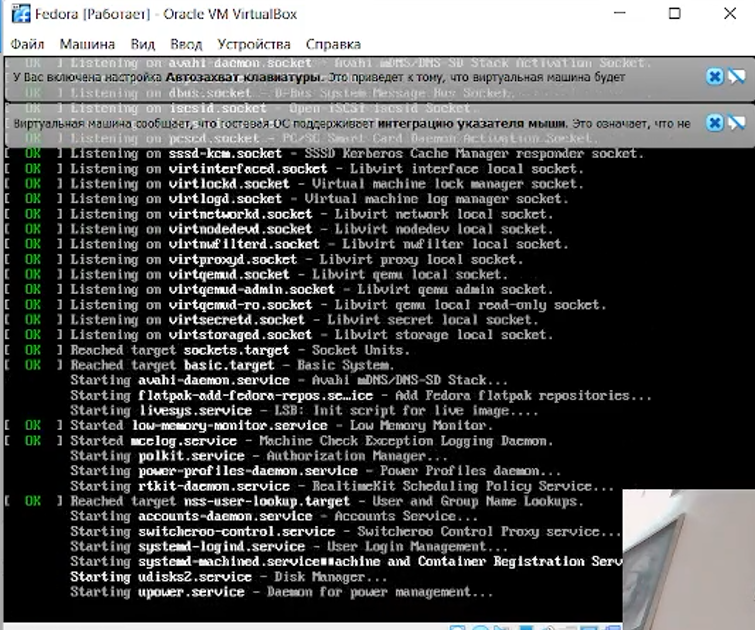 Fedora [Работает] - Oracle VM VirtualBox
Файл Машина Вид Ввод Устройства Справка
[ OK ] Listening on avahi-daemon.socket - Avahi mDNS/DNS-SD Stack Activation Socket.
У Вас включена настройка Автозахват клавиатуры. Это приведет к тому, что виртуальная машина будет
[ OK ] Listening on dbus.socket - D-Bus System Message Bus Socket.
[ OK ] Listening on iscsid.socket - Open-iSCSI iscsid Socket.
Виртуальная машина сообщает, что гостевая ОС поддерживает интеграцию указателя мыши. Это означает, что не
[ OK ] Listening on pcscd.socket - PC/SC Smart Card Daemon Activation Socket.
[ OK ] Listening on sssd-kcm.socket - SSSD Kerberos Cache Manager responder socket.
[ OK ] Listening on virtinterfaced.socket - Libvirt interface local socket.
[ OK ] Listening on virtlockd.socket - Virtual machine lock manager socket.
[ OK ] Listening on virtlogd.socket - Virtual machine log manager socket.
[ OK ] Listening on virtnetworkd.socket - Libvirt network local socket.
[ OK ] Listening on virtnodedevd.socket - Libvirt nodedev local socket.
[ OK ] Listening on virtnwfilterd.socket - Libvirt nwfilter local socket.
[ OK ] Listening on virtproxyd.socket - Libvirt proxy local socket.
[ OK ] Listening on virtqemud.socket - Libvirt qemu local socket.
[ OK ] Listening on virtqemud-admin.socket - Libvirt qemu admin socket.
[ OK ] Listening on virtqemud-ro.socket - Libvirt qemu local read-only socket.
[ OK ] Listening on virtsecretd.socket - Libvirt secret local socket.
[ OK ] Listening on virtstoraged.socket - Libvirt storage local socket.
[ OK ] Reached target sockets.target - Socket Units.
[ OK ] Reached target basic.target - Basic System.
Starting avahi-daemon.service - Avahi mDNS/DNS-SD Stack...
Starting flatpak-add-fedora-repos.se…ice - Add Fedora flatpak repositories...
Starting livesys.service - LSB: Init script for live image....
[ OK ] Started low-memory-monitor.service - Low Memory Monitor.
[ OK ] Started mcelog.service - Machine Check Exception Logging Daemon.
Starting polkit.service - Authorization Manager...
Starting power-profiles-daemon.service - Power Profiles daemon...
Starting rtkit-daemon.service - RealtimeKit Scheduling Policy Service...
[ OK ] Reached target nss-user-lookup.target - User and Group Name Lookups.
Starting accounts-daemon.service - Accounts Service...
Starting switcheroo-control.service - Switcheroo Control Proxy service...
Starting systemd-logind.service - User Login Management...
Starting systemd-machined.service■■achine and Container Registration Serv
Starting udisks2.service - Disk Manager...
Starting upower.service - Daemon for power management...